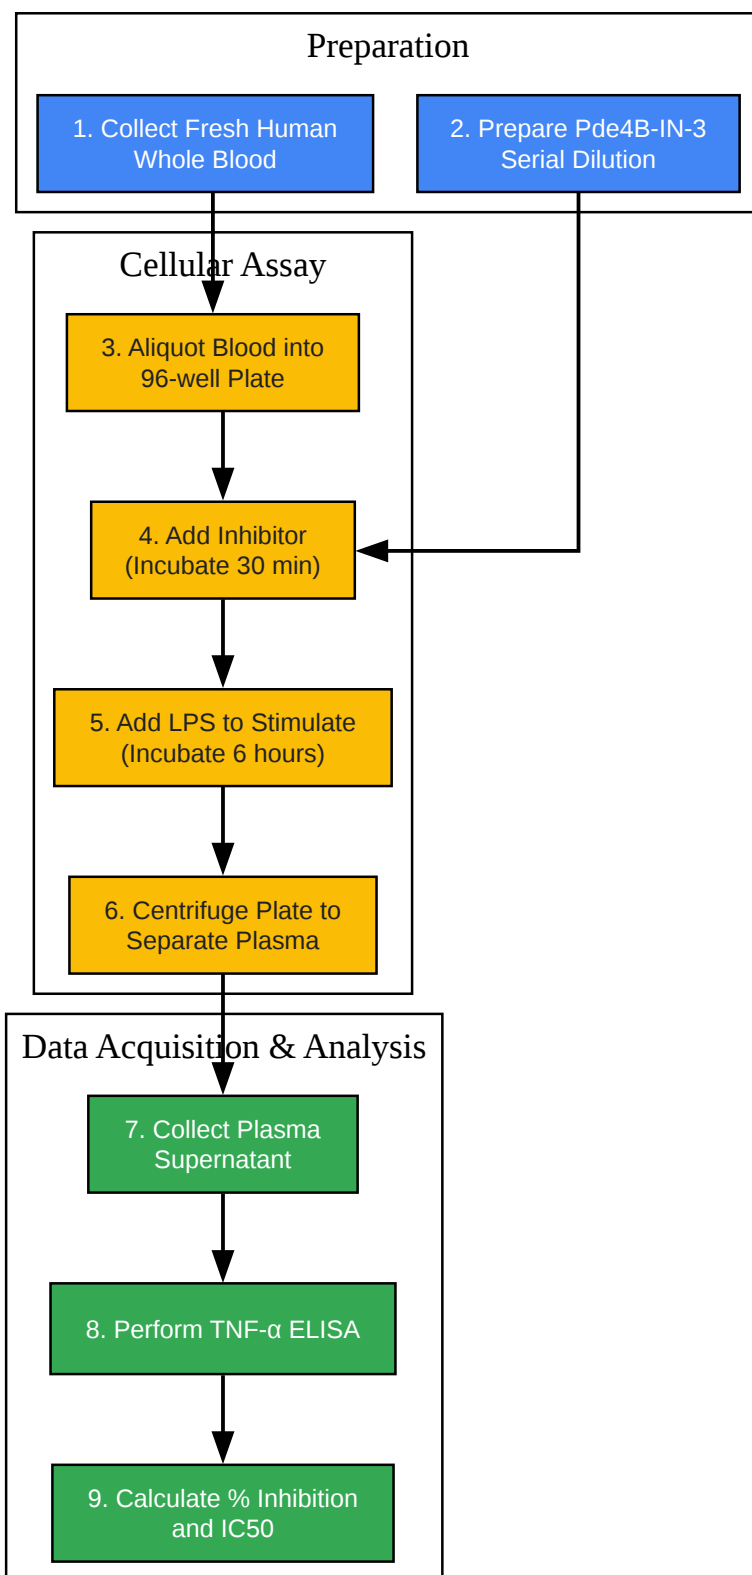 Preparation
1. Collect Fresh Human
Whole Blood
2. Prepare Pde4B-IN-3
Serial Dilution
Cellular Assay
3. Aliquot Blood into
96-well Plate
4. Add Inhibitor
(Incubate 30 min)
5. Add LPS to Stimulate
(Incubate 6 hours)
6. Centrifuge Plate to
Separate Plasma
Data Acquisition & Analysis
7. Collect Plasma
Supernatant
8. Perform TNF-α ELISA
9. Calculate % Inhibition
and IC50